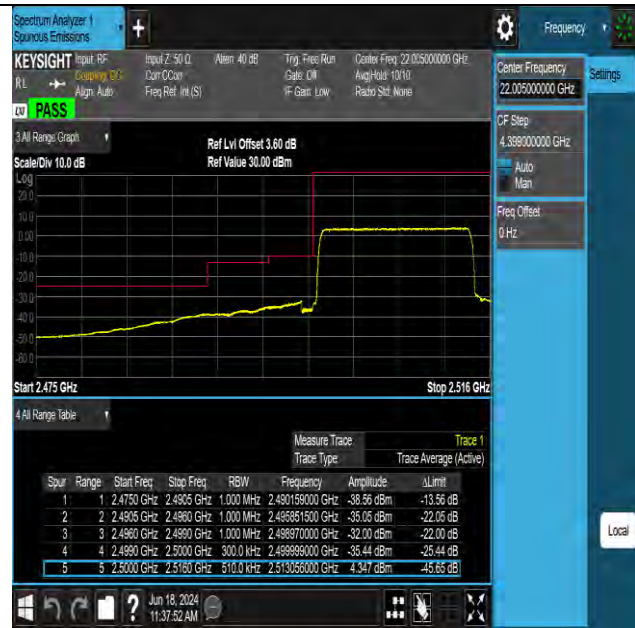 Spectrum Analyzer 1
Spurious Emissions
Frequency
KEYSIGHT Input: RF Input Z: 50 Ω Atten: 40 dB Trig: Free Run Center Freq: 22.005000000 GHz
RL Coupling: DC Corr CCorr Gate: Off Avg|Hold: 10/10
Align: Auto Freq Ref: Int (S) IF Gain: Low Radio Std: None
PASS
Center Frequency
22.005000000 GHz
Settings
CF Step
4.399000000 GHz
Auto
Man
Freq Offset
0 Hz
3 All Range Graph
Ref Lvl Offset 3.60 dB
Scale/Div 10.0 dB Ref Value 30.00 dBm
Log
20.0
10.0
0.00
-10.0
-20.0
-30.0
-40.0
-50.0
-60.0
Start 2.475 GHz Stop 2.516 GHz
4 All Range Table
Measure Trace Trace 1
Trace Type Trace Average (Active)
Spur Range Start Freq Stop Freq RBW Frequency Amplitude ΔLimit
1 1 2.4750 GHz 2.4905 GHz 1.000 MHz 2.490159000 GHz -38.56 dBm -13.56 dB
2 2 2.4905 GHz 2.4960 GHz 1.000 MHz 2.495851500 GHz -35.05 dBm -22.05 dB
3 3 2.4960 GHz 2.4990 GHz 1.000 MHz 2.498970000 GHz -32.00 dBm -22.00 dB
4 4 2.4990 GHz 2.5000 GHz 300.0 kHz 2.499999000 GHz -35.44 dBm -25.44 dB
5 5 2.5000 GHz 2.5160 GHz 510.0 kHz 2.513056000 GHz 4.347 dBm -45.65 dB
Local
Jun 18, 2024
11:37:52 AM